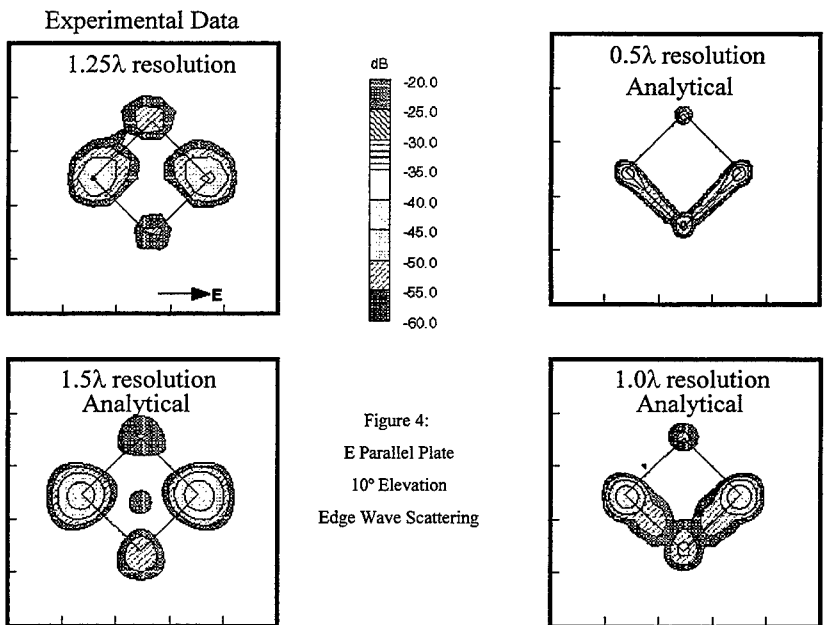 Experimental Data
1.25λ resolution
E
dB
-20.0
-25.0
-30.0
-35.0
-40.0
-45.0
-50.0
-55.0
-60.0
0.5λ resolution
Analytical
1.5λ resolution
Analytical
Figure 4:
E Parallel Plate
10° Elevation
Edge Wave Scattering
1.0λ resolution
Analytical